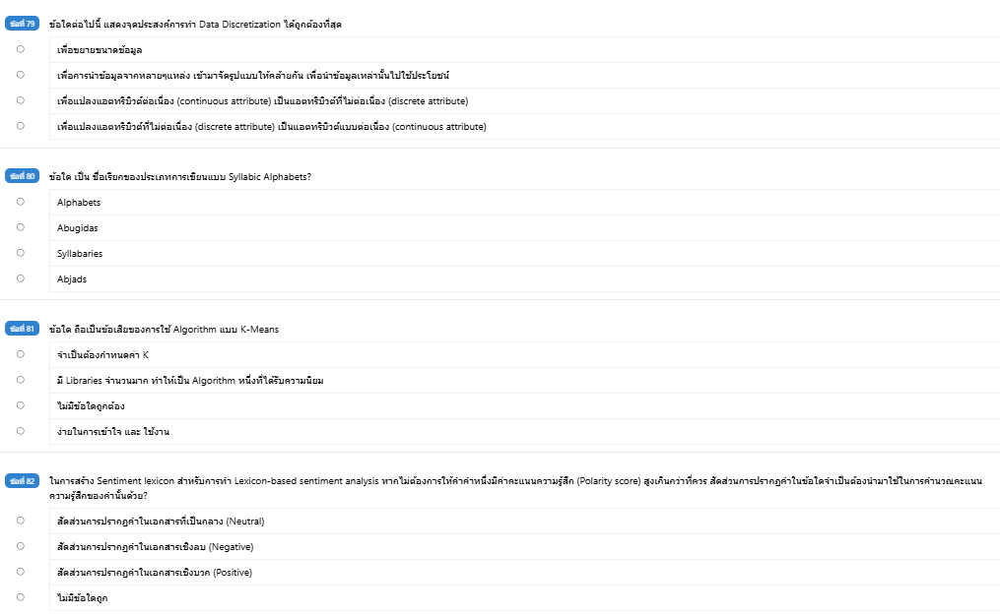 ข้อที่ 79 ข้อใดต่อไปนี้ แสดงจุดประสงค์การทำ Data Discretization ได้ถูกต้องที่สุด
เพื่อขยายขนาดข้อมูล
เพื่อการนำข้อมูลจากหลายๆแหล่ง เข้ามาจัดรูปแบบให้คล้ายกัน เพื่อนำข้อมูลเหล่านั้นไปใช้ประโยชน์
เพื่อแปลงแอตทริบิวต์ต่อเนื่อง (continuous attribute) เป็นแอตทริบิวต์ที่ไม่ต่อเนื่อง (discrete attribute)
เพื่อแปลงแอตทริบิวต์ที่ไม่ต่อเนื่อง (discrete attribute) เป็นแอตทริบิวต์แบบต่อเนื่อง (continuous attribute)
ข้อที่ 80 ข้อใด เป็น ชื่อเรียกของประเภทการเขียนแบบ Syllabic Alphabets?
Alphabets
Abugidas
Syllabaries
Abjads
ข้อที่ 81 ข้อใด ถือเป็นข้อเสียของการใช้ Algorithm แบบ K-Means
จำเป็นต้องกำหนดค่า K
มี Libraries จำนวนมาก ทำให้เป็น Algorithm หนึ่งที่ได้รับความนิยม
ไม่มีข้อใดถูกต้อง
ง่ายในการเข้าใจ และ ใช้งาน
ข้อที่ 82 ในการสร้าง Sentiment lexicon สำหรับการทำ Lexicon-based sentiment analysis หากไม่ต้องการให้คำคำหนึ่งมีค่าคะแนนความรู้สึก (Polarity score) สูงเกินกว่าที่ควร สัดส่วนการปรากฏคำในข้อใดจำเป็นต้องนำมาใช้ในการคำนวณคะแนน
ความรู้สึกของคำนั้นด้วย?
สัดส่วนการปรากฏคำในเอกสารที่เป็นกลาง (Neutral)
สัดส่วนการปรากฏคำในเอกสารเชิงลบ (Negative)
สัดส่วนการปรากฏคำในเอกสารเชิงบวก (Positive)
ไม่มีข้อใดถูก